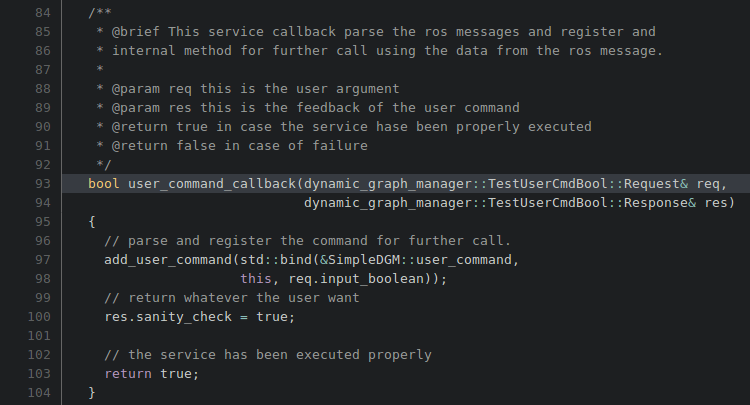 84 /**
85  * @brief This service callback parse the ros messages and register and
86  * internal method for further call using the data from the ros message.
87  *
88  * @param req this is the user argument
89  * @param res this is the feedback of the user command
90  * @return true in case the service hase been properly executed
91  * @return false in case of failure
92  */
93 bool user_command_callback(dynamic_graph_manager::TestUserCmdBool::Request& req,
94                            dynamic_graph_manager::TestUserCmdBool::Response& res)
95 {
96   // parse and register the command for further call.
97   add_user_command(std::bind(&SimpleDGM::user_command,
98                    this, req.input_boolean));
99   // return whatever the user want
100   res.sanity_check = true;
101
102   // the service has been executed properly
103   return true;
104 }